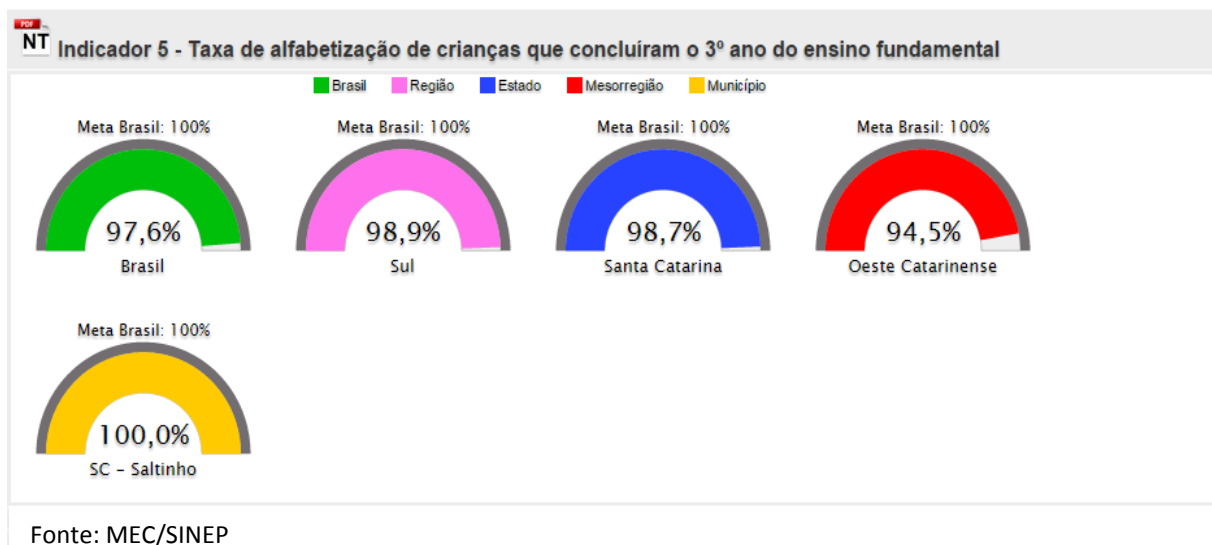 PDF
NT
Indicador 5 - Taxa de alfabetização de crianças que concluíram o 3º ano do ensino fundamental
Brasil Região Estado Mesorregião Município
Meta Brasil: 100% Meta Brasil: 100% Meta Brasil: 100% Meta Brasil: 100%
97,6% 98,9% 98,7% 94,5%
Brasil Sul Santa Catarina Oeste Catarinense
Meta Brasil: 100%
100,0%
SC - Saltinho
Fonte: MEC/SINEP